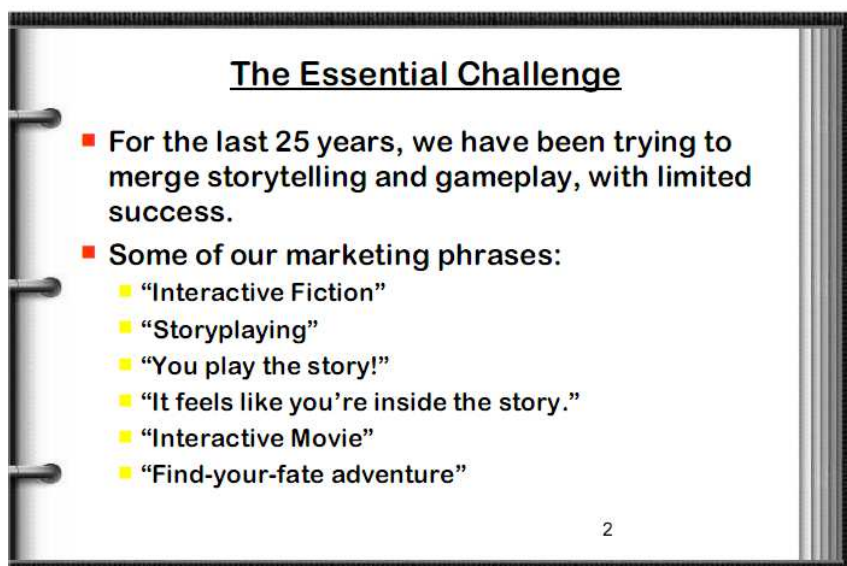 The Essential Challenge
For the last 25 years, we have been trying to
merge storytelling and gameplay, with limited
success.
Some of our marketing phrases:
“Interactive Fiction”
“Storyplaying”
“You play the story!”
“It feels like you’re inside the story.”
“Interactive Movie”
“Find-your-fate adventure”
2